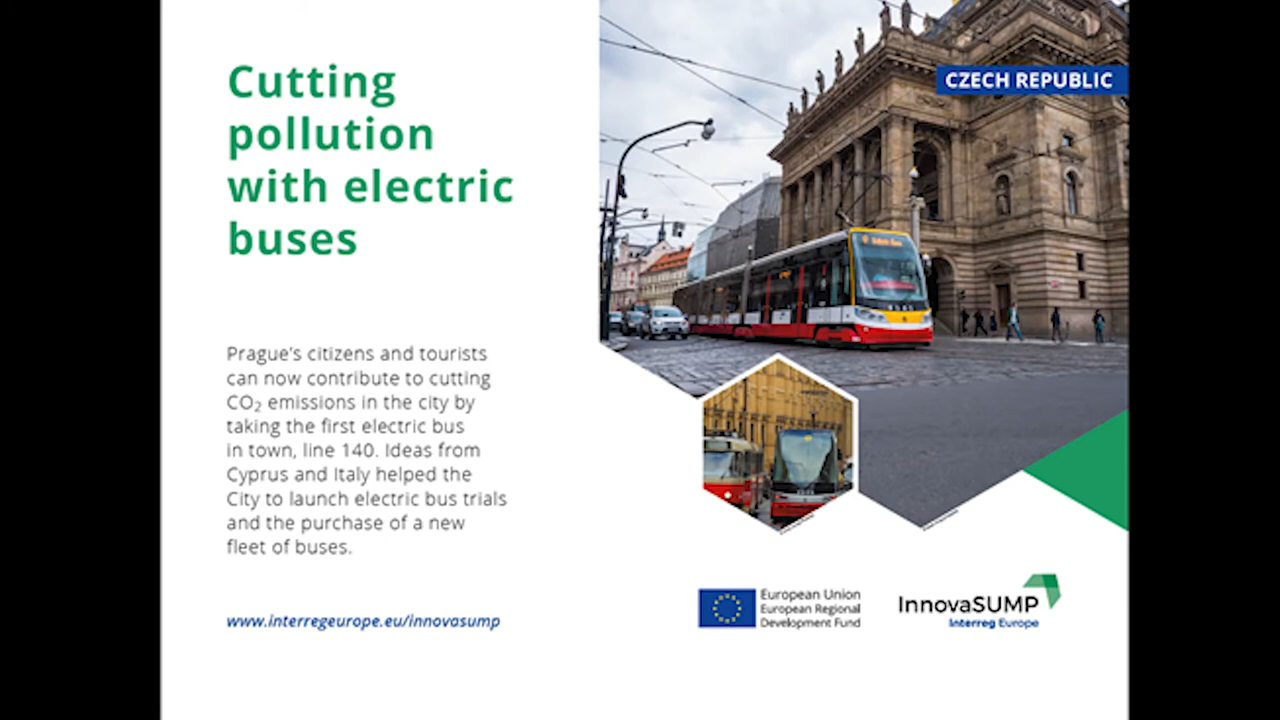 Cutting
pollution
with electric
buses
CZECH REPUBLIC
Prague's citizens and tourists
can now contribute to cutting
CO₂ emissions in the city by
taking the first electric bus
in town, line 140. Ideas from
Cyprus and Italy helped the
City to launch electric bus trials
and the purchase of a new
fleet of buses.
www.interregeurope.eu/innovasump
European Union
European Regional
Development Fund
InnovaSUMP
Interreg Europe